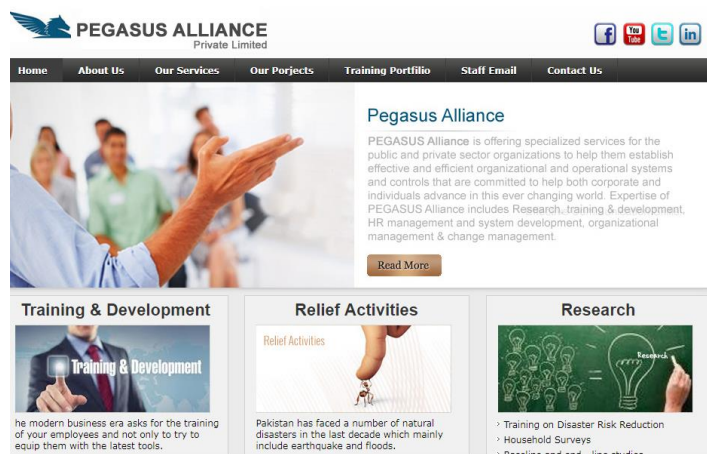 PEGASUS ALLIANCE
Private Limited
You
Tube
Home About Us Our Services Our Porjects Training Portfilio Staff Email Contact Us
Pegasus Alliance
PEGASUS Alliance is offering specialized services for the
public and private sector organizations to help them establish
effective and efficient organizational and operational systems
and controls that are committed to help both corporate and
individuals advance in this ever changing world. Expertise of
PEGASUS Alliance includes Research, training & development,
HR management and system development, organizational
management & change management.
Read More
Training & Development
Training & Development
he modern business era asks for the training
of your employees and not only to try to
equip them with the latest tools.
Relief Activities
Relief Activities
Pakistan has faced a number of natural
disasters in the last decade which mainly
include earthquake and floods.
Research
Research
› Training on Disaster Risk Reduction
› Household Surveys
› Baseline and end - line studies